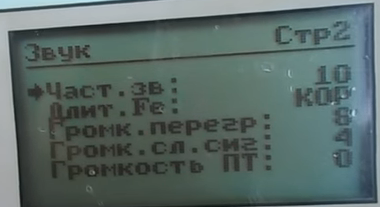 Звук Стр2
➔Част.зв: 10
Длит.Fe: КОР
Громк.перегр: 8
Громк.сл.сиг: 4
Громкость ПТ: 0